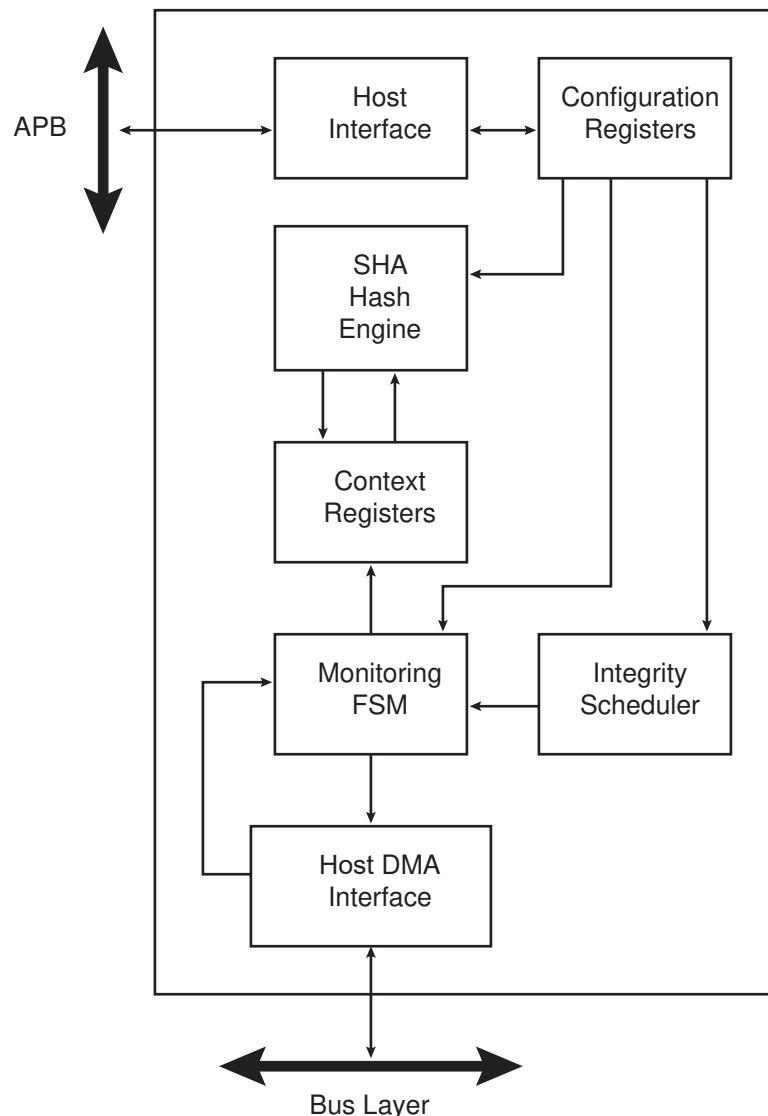 APB
Host
Interface
Configuration
Registers
SHA
Hash
Engine
Context
Registers
Monitoring
FSM
Integrity
Scheduler
Host DMA
Interface
Bus Layer